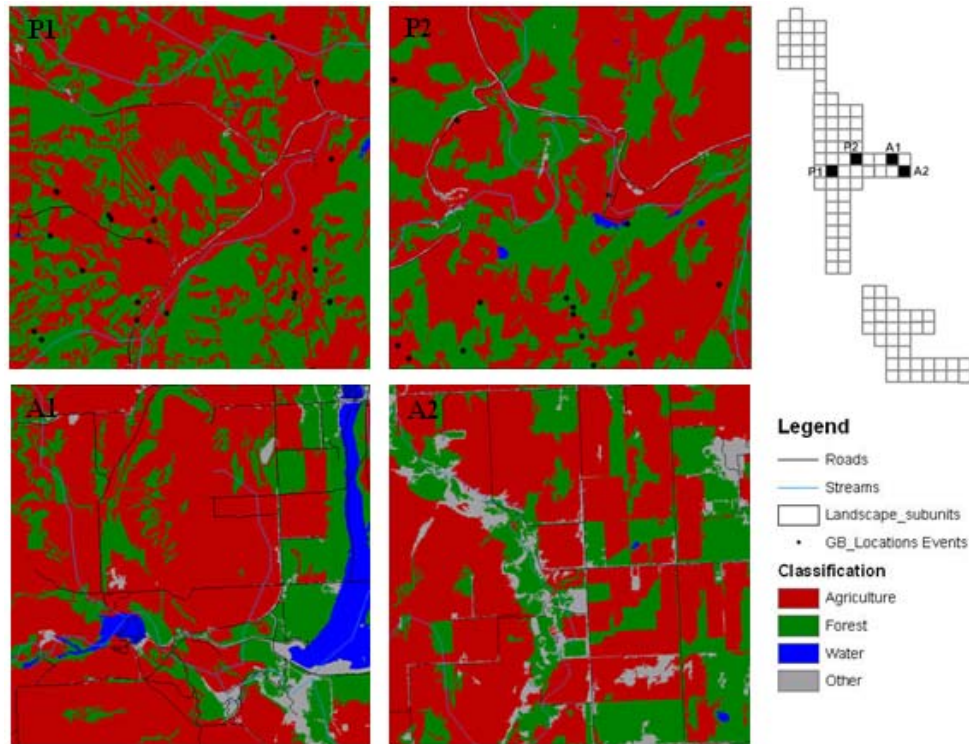 P1
P2
P2
A1
P1
A2
A1
A2
Legend
Roads
Streams
Landscape_subunits
GB_Locations Events
Classification
Agriculture
Forest
Water
Other